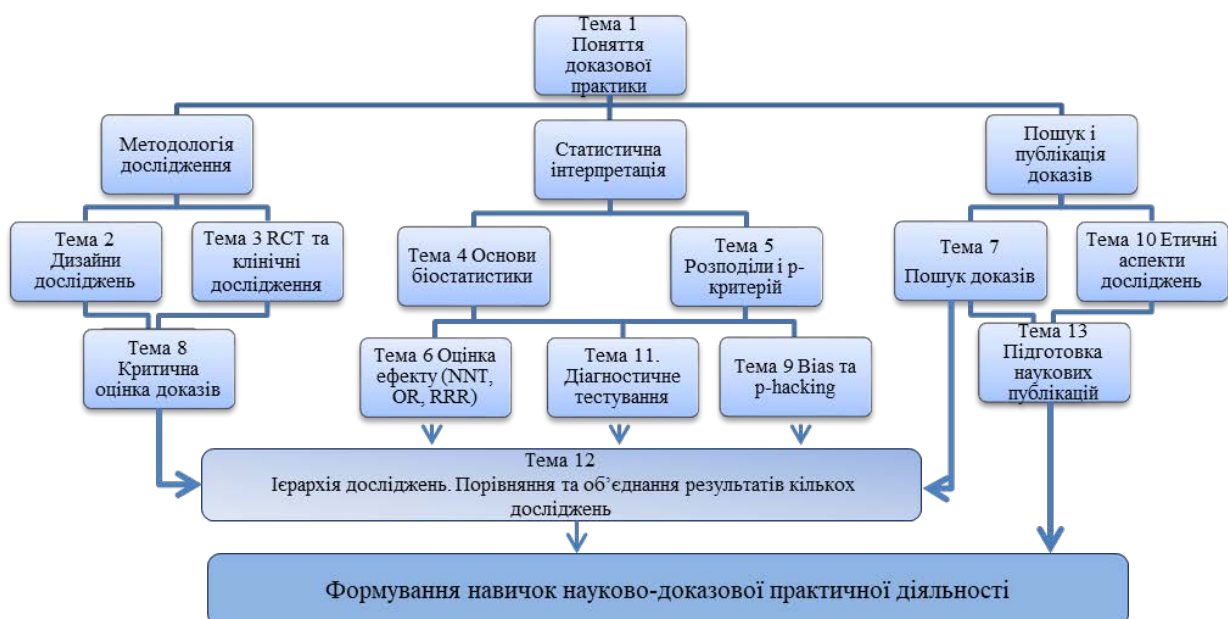 Тема 1
Поняття
доказової
практики
Методологія
дослідження
Статистична
інтерпретація
Пошук і
публікація
доказів
Тема 2
Дизайни
досліджень
Тема 3 RCT та
клінічні
дослідження
Тема 4 Основи
біостатистики
Тема 5
Розподіли і p-
критерій
Тема 7
Пошук доказів
Тема 10 Етичні
аспекти
досліджень
Тема 8
Критична
оцінка доказів
Тема 6 Оцінка
ефекту (NNT,
OR, RRR)
Тема 11.
Діагностичне
тестування
Тема 9 Bias та
p-hacking
Тема 13
Підготовка
наукових
публікацій
Тема 12
Ієрархія досліджень. Порівняння та об’єднання результатів кількох
досліджень
Формування навичок науково-доказової практичної діяльності